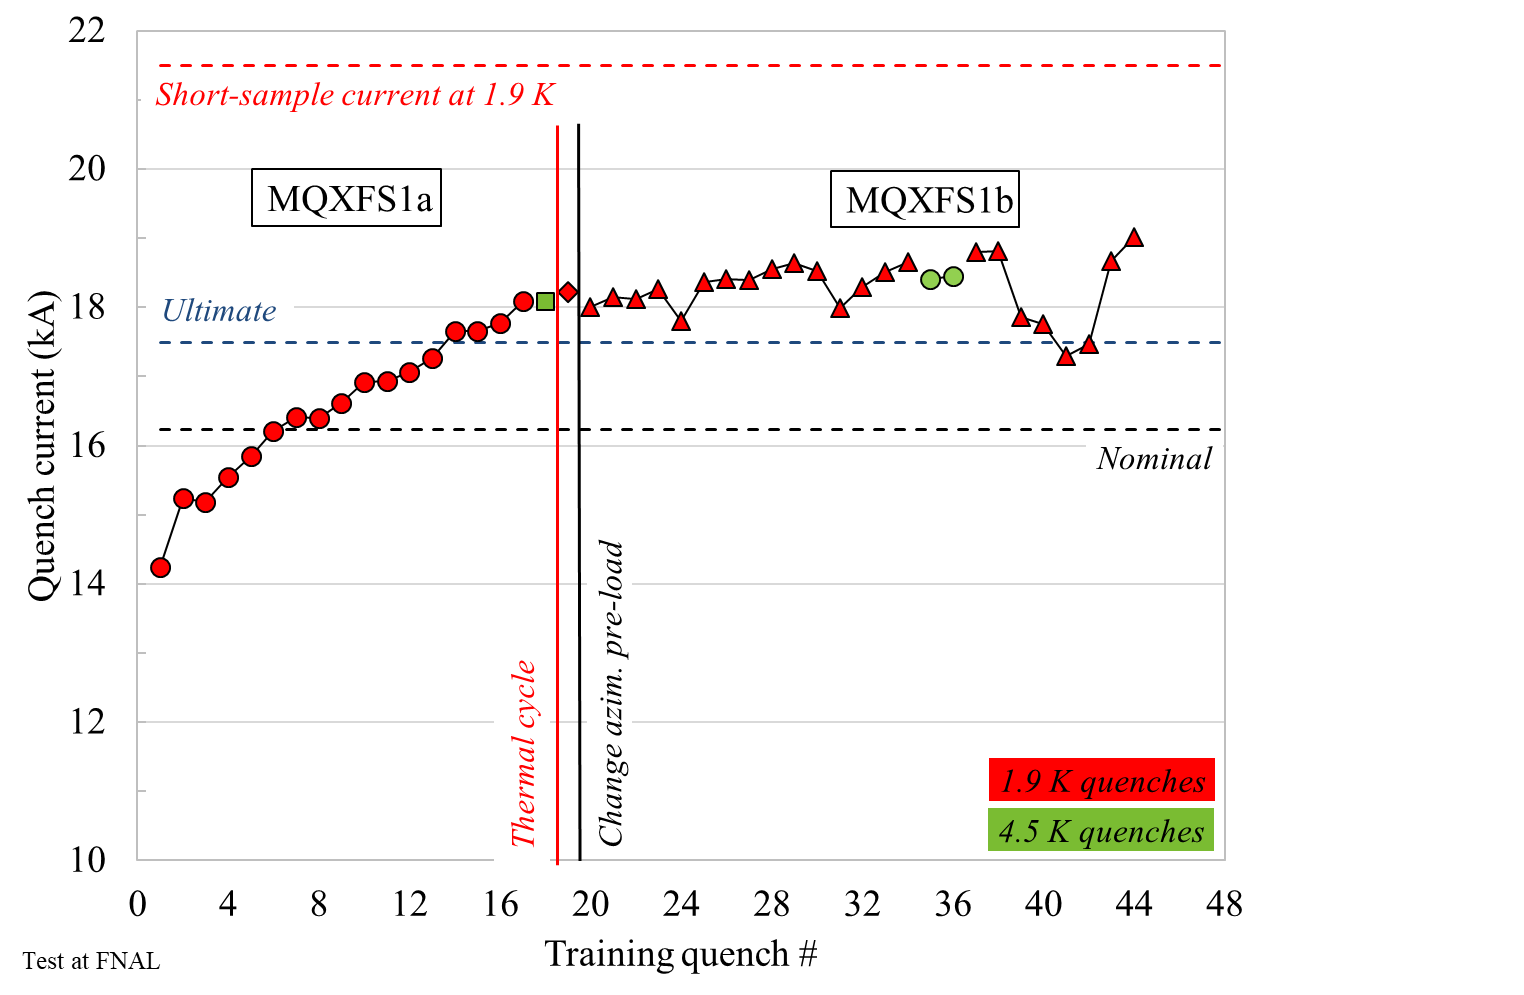 22
Short-sample current at 1.9 K
20
MQXFS1a
MQXFS1b
18
Ultimate
16
Nominal
14
12
10
Quench current (kA)
Thermal cycle
Change azim. pre-load
1.9 K quenches
4.5 K quenches
0 4 8 12 16 20 24 28 32 36 40 44 48
Training quench #
Test at FNAL